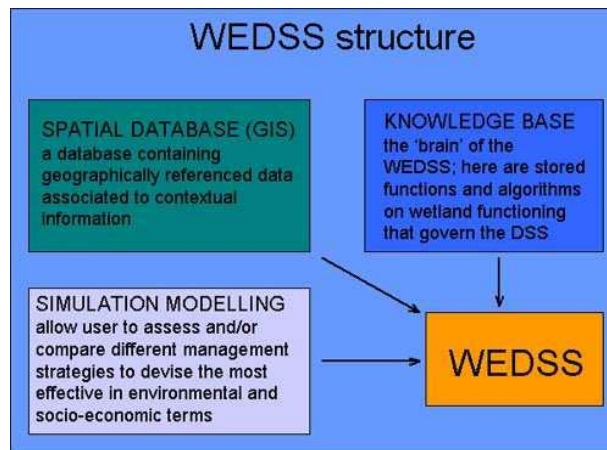 WEDSS structure
SPATIAL DATABASE (GIS)
a database containing
geographically referenced data
associated to contextual
information
KNOWLEDGE BASE
the 'brain' of the
WEDSS; here are stored
functions and algorithms
on wetland functioning
that govern the DSS
SIMULATION MODELLING
allow user to assess and/or
compare different management
strategies to devise the most
effective in environmental and
socio-economic terms
WEDSS